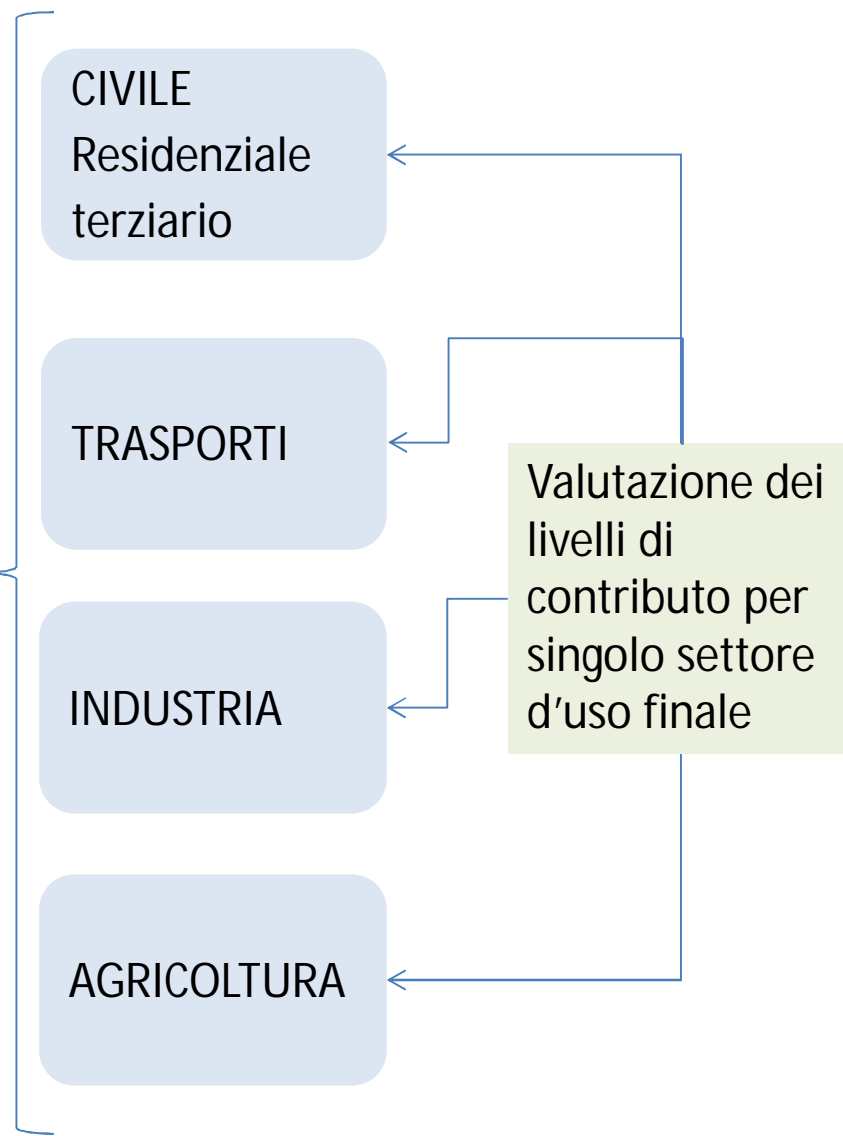 CIVILE
Residenziale
terziario
TRASPORTI
Valutazione dei
livelli di
contributo per
singolo settore
d’uso finale
INDUSTRIA
AGRICOLTURA